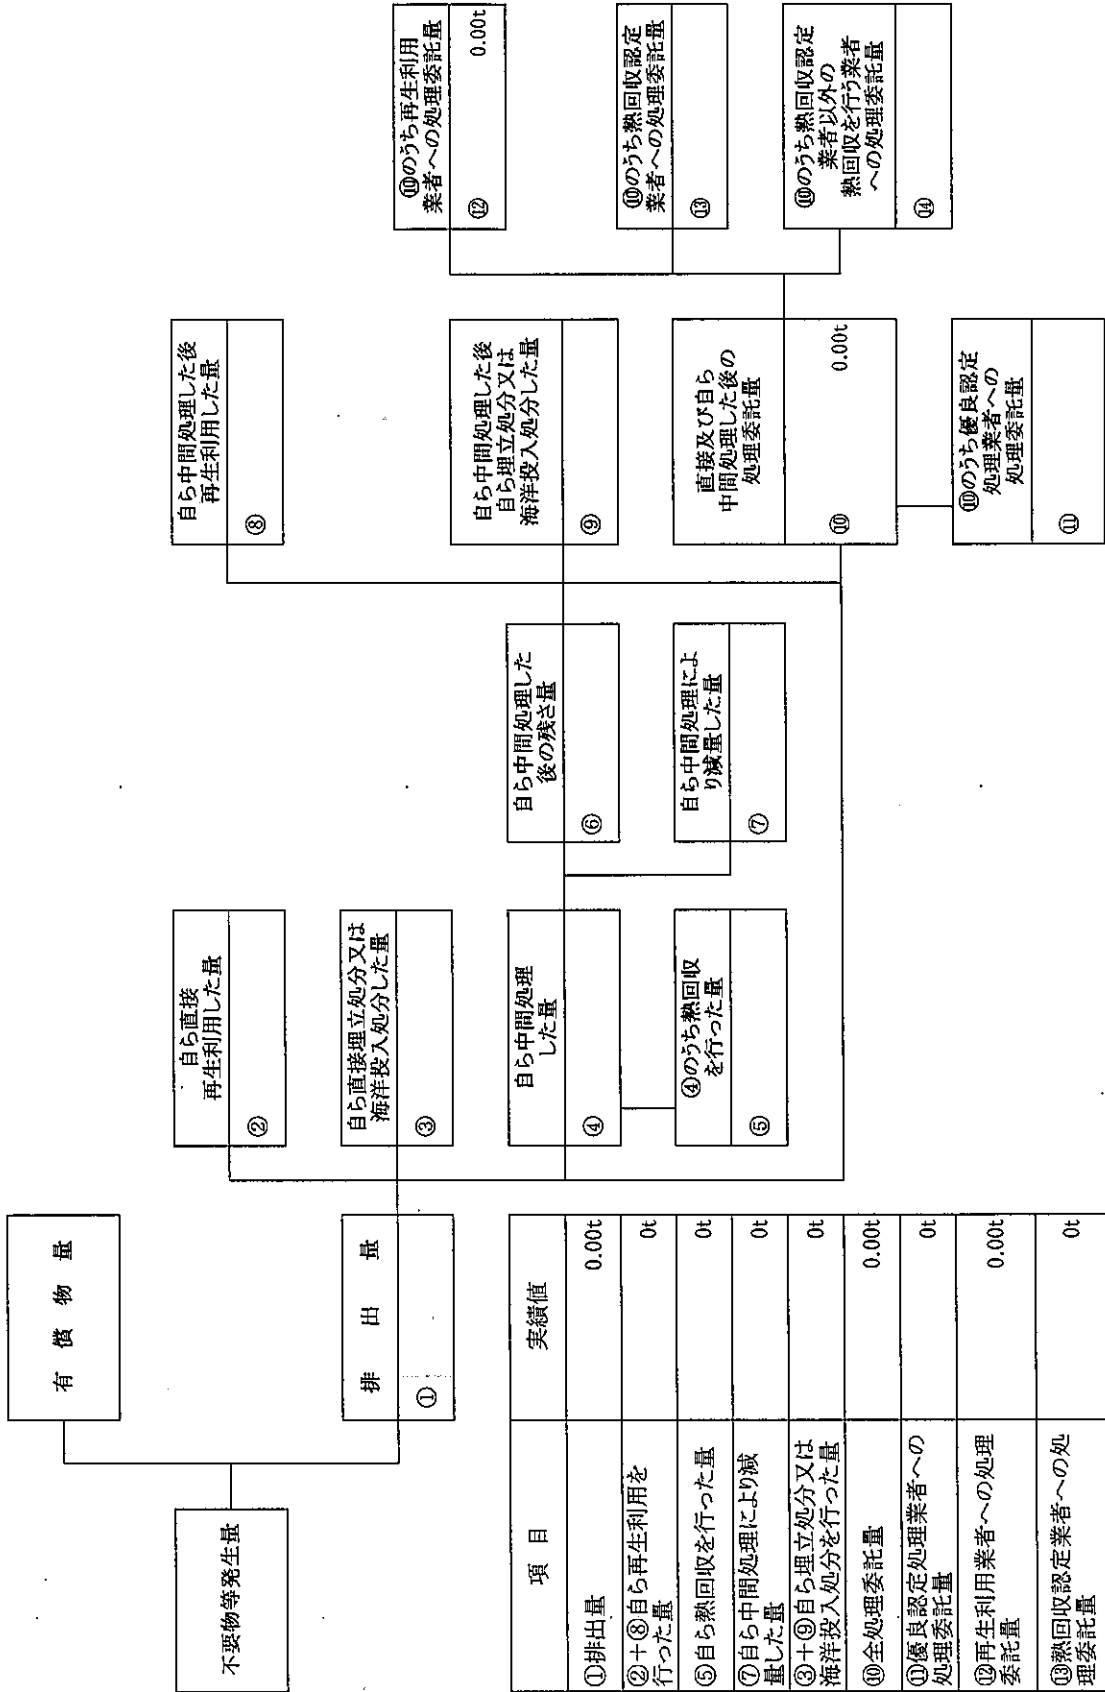 不要物等発生量
有償物量
排出量
①
自ら直接
再生利用した量
②
自ら直接埋立処分又は
海洋投入処分した量
③
自ら中間処理
した量
④
④のうち熱回収
を行った量
⑤
自ら中間処理した
後の残さ量
⑥
自ら中間処理によ
り減量した量
⑦
自ら中間処理した後
再生利用した量
⑧
自ら中間処理した後
自ら埋立処分又は
海洋投入処分した量
⑨
直接及び自ら
中間処理した後の
処理委託量
⑩ 0.00t
⑩のうち優良認定
処理業者への
処理委託量
⑪
⑩のうち再生利用
業者への処理委託量
⑫ 0.00t
⑩のうち熱回収認定
業者への処理委託量
⑬
⑩のうち熱回収認定
業者以外の
熱回収を行う業者
への処理委託量
⑭
項目 実績値
①排出量 0.00t
②+⑧自ら再生利用を 0t
行った量
⑤自ら熱回収を行った量 0t
⑦自ら中間処理により減 0t
量した量
③+⑨自ら埋立処分又は 0t
海洋投入処分を行った量
⑩全処理委託量 0.00t
⑪優良認定処理業者への 0t
処理委託量
⑫再生利用業者への処理 0.00t
委託量
⑬熱回収認定業者への処 0t
理委託量